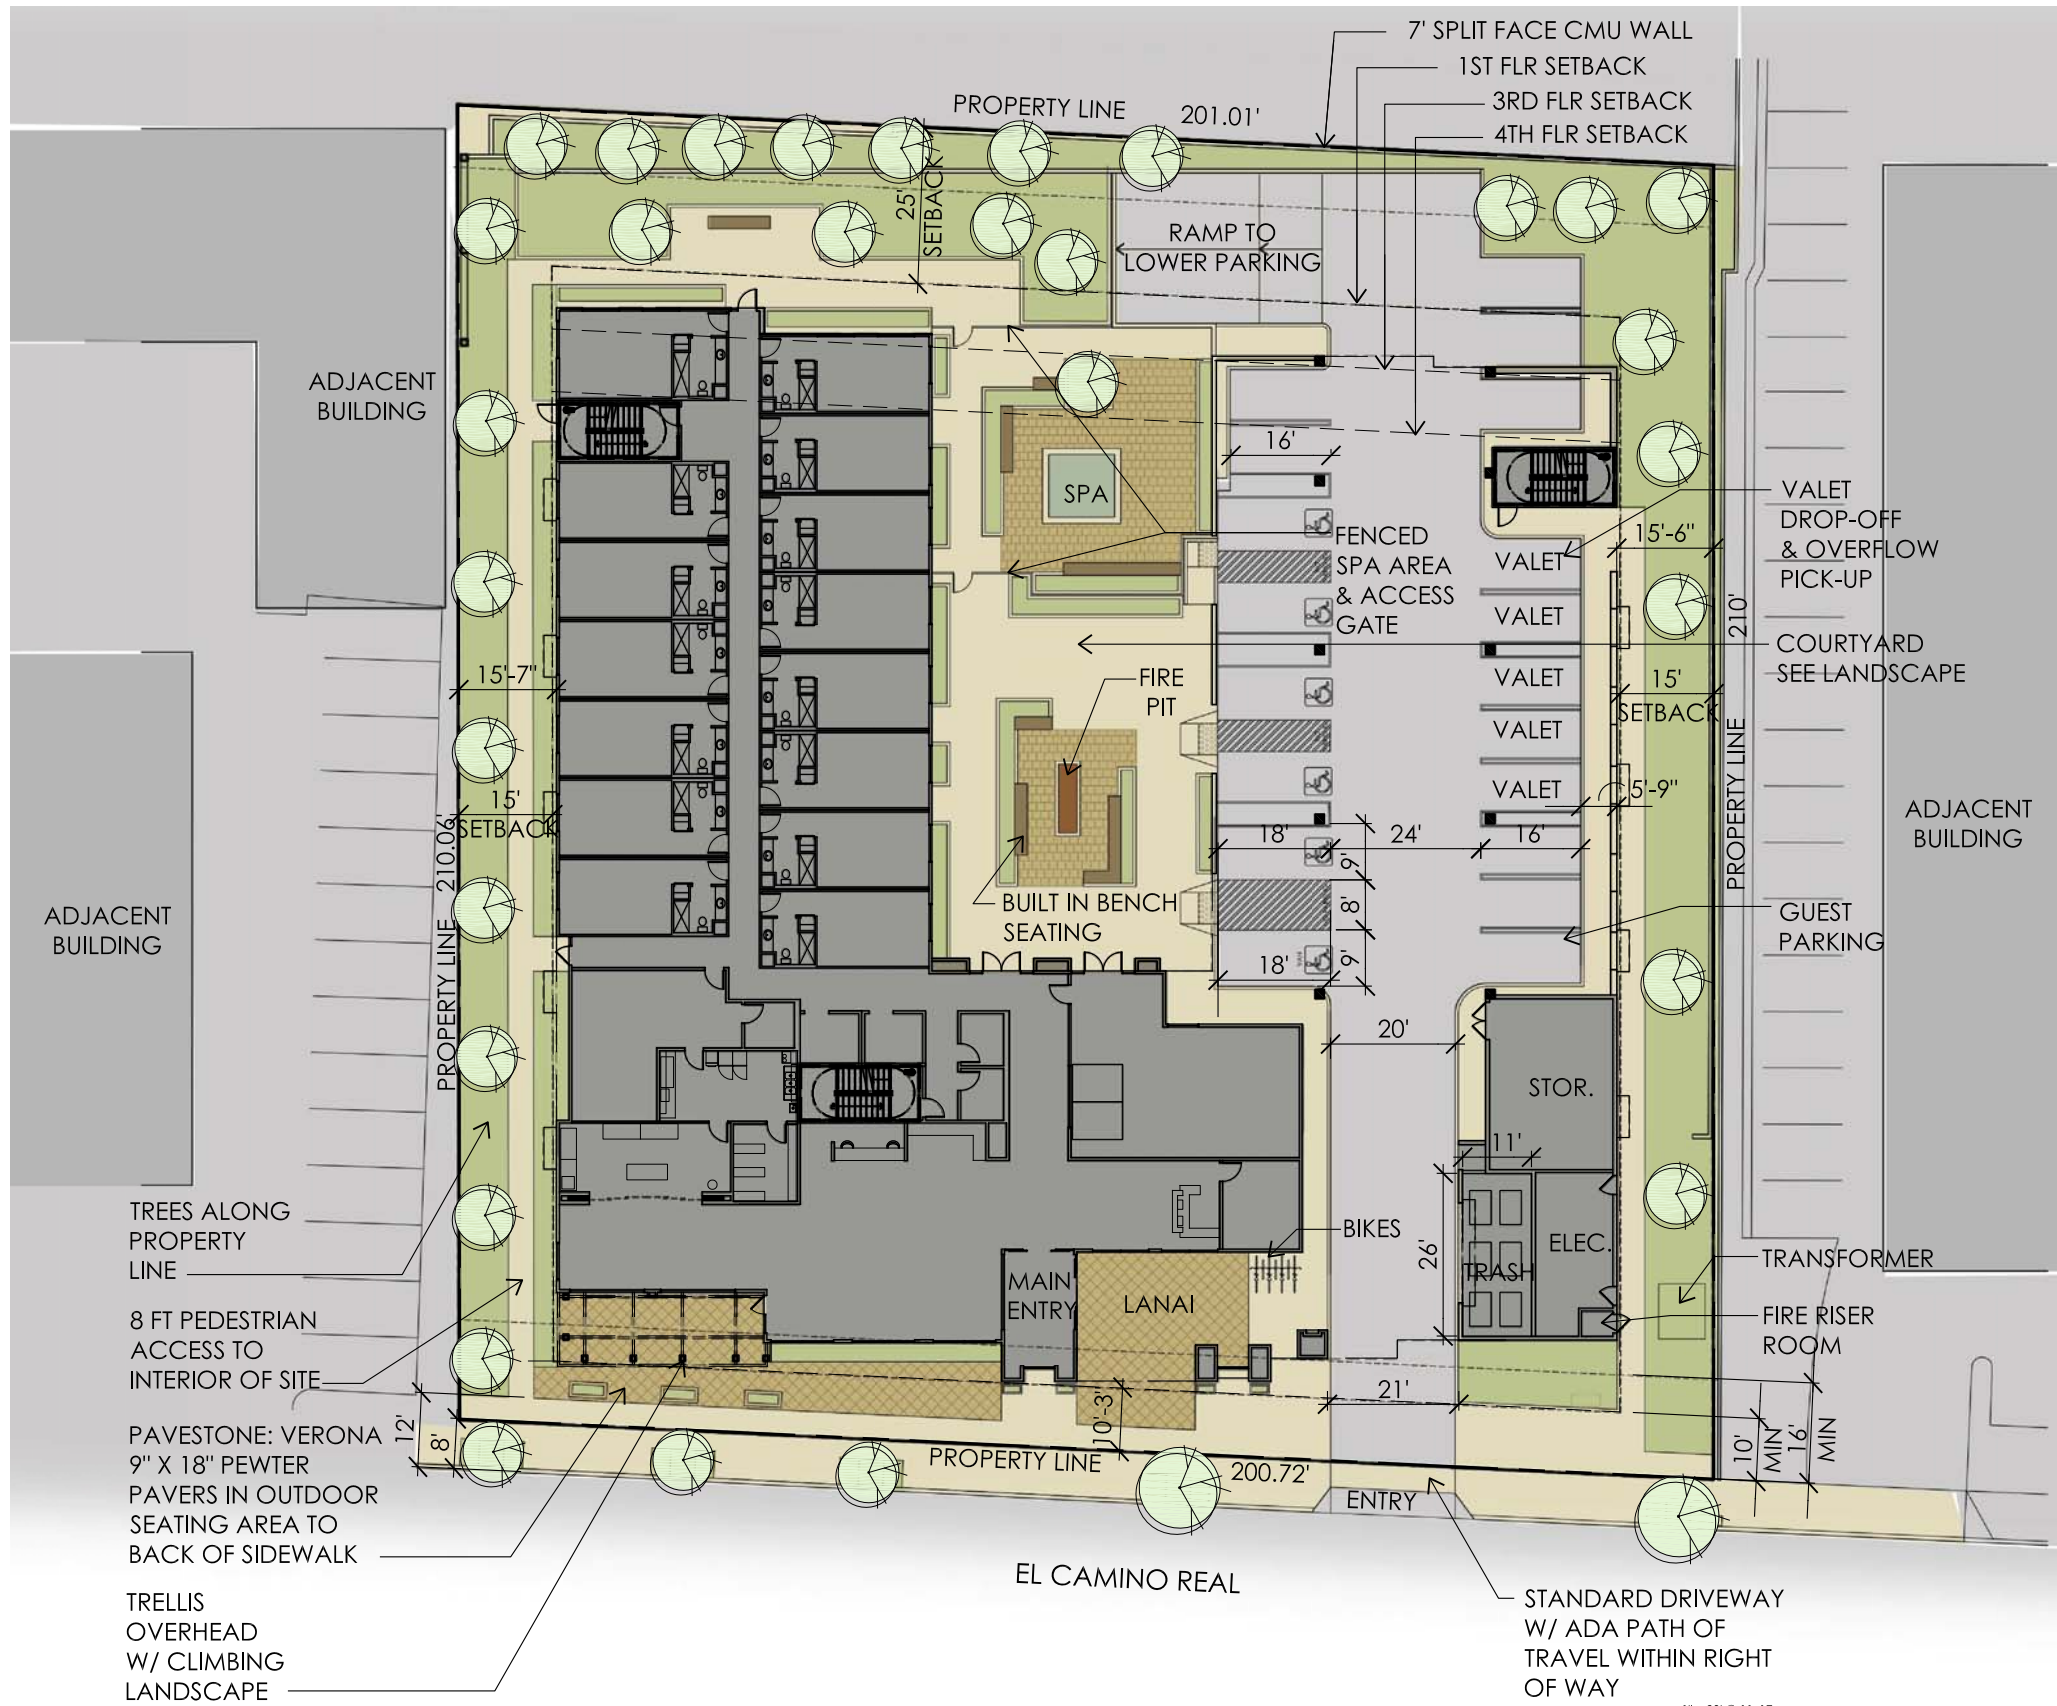 7' SPLIT FACE CMU WALL
1ST FLR SETBACK
3RD FLR SETBACK
4TH FLR SETBACK
PROPERTY LINE 201.01'
25'
SETBACK
RAMP TO
LOWER PARKING
ADJACENT
BUILDING
16'
SPA
FENCED
SPA AREA
& ACCESS
GATE
VALET
VALET
VALET
VALET
VALET
VALET
DROP-OFF
& OVERFLOW
PICK-UP
15'-6"
210'
PROPERTY LINE
COURTYARD
SEE LANDSCAPE
15'
SETBACK
15'-7"
15'
SETBACK
FIRE
PIT
5'-9"
18'
24'
16'
9'
8'
9'
18'
ADJACENT
BUILDING
BUILT IN BENCH
SEATING
GUEST
PARKING
ADJACENT
BUILDING
PROPERTY LINE 210.06'
20'
STOR.
11'
26'
TRASH
ELEC.
BIKES
TRANSFORMER
FIRE RISER
ROOM
MAIN
ENTRY
LANAI
TREES ALONG
PROPERTY
LINE
8 FT PEDESTRIAN
ACCESS TO
INTERIOR OF SITE
21'
10'-3"
12'
8'
10'
MIN
16'
MIN
PAVESTONE: VERONA
9" X 18" PEWTER
PAVERS IN OUTDOOR
SEATING AREA TO
BACK OF SIDEWALK
PROPERTY LINE
200.72'
ENTRY
EL CAMINO REAL
TRELLIS
OVERHEAD
W/ CLIMBING
LANDSCAPE
STANDARD DRIVEWAY
W/ ADA PATH OF
TRAVEL WITHIN RIGHT
OF WAY